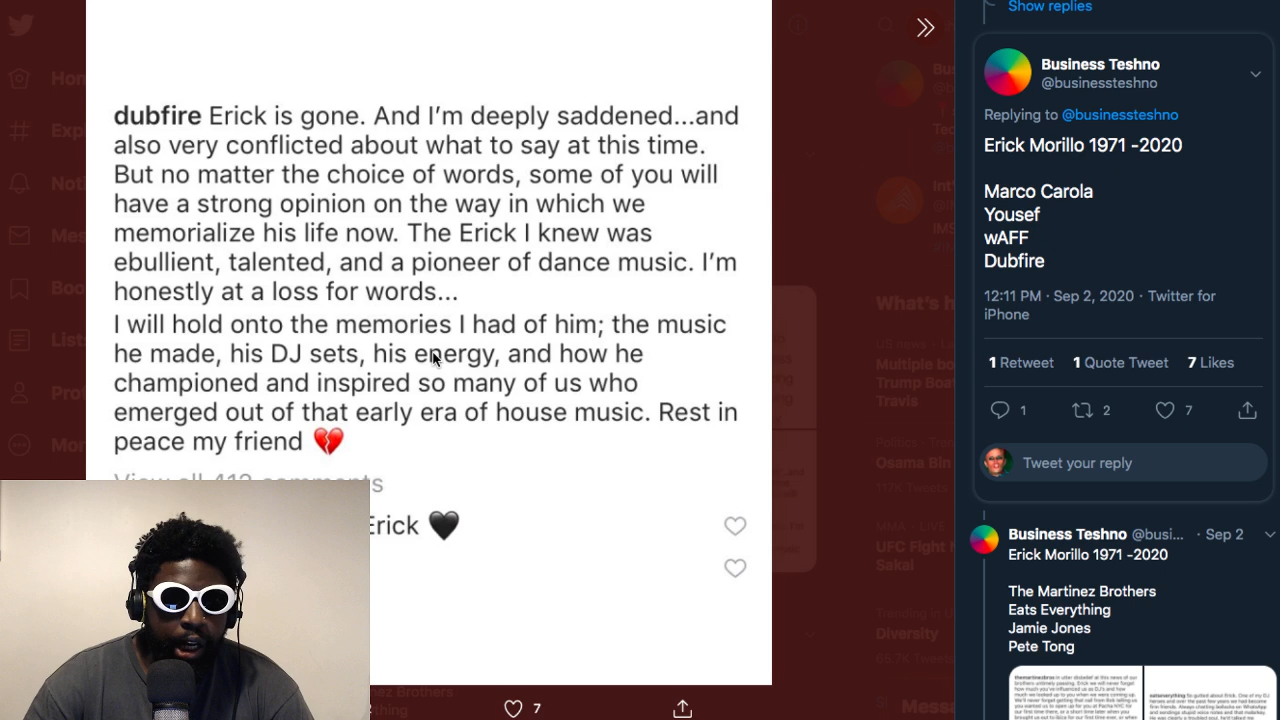 dubfire Erick is gone. And I'm deeply saddened...and
also very conflicted about what to say at this time.
But no matter the choice of words, some of you will
have a strong opinion on the way in which we
memorialize his life now. The Erick I knew was
ebullient, talented, and a pioneer of dance music. I'm
honestly at a loss for words...
I will hold onto the memories I had of him; the music
he made, his DJ sets, his energy, and how he
championed and inspired so many of us who
emerged out of that early era of house music. Rest in
peace my friend 💔
View all 412 comments
Erick 🖤
7
Show replies
Business Teshno
@businessteshno
Replying to @businessteshno
Erick Morillo 1971 -2020
Marco Carola
Yousef
wAFF
Dubfire
12:11 PM · Sep 2, 2020 · Twitter for
iPhone
1 Retweet 1 Quote Tweet 7 Likes
1 2 7
Tweet your reply
Business Teshno @busi... · Sep 2
Erick Morillo 1971 -2020
The Martinez Brothers
Eats Everything
Jamie Jones
Pete Tong